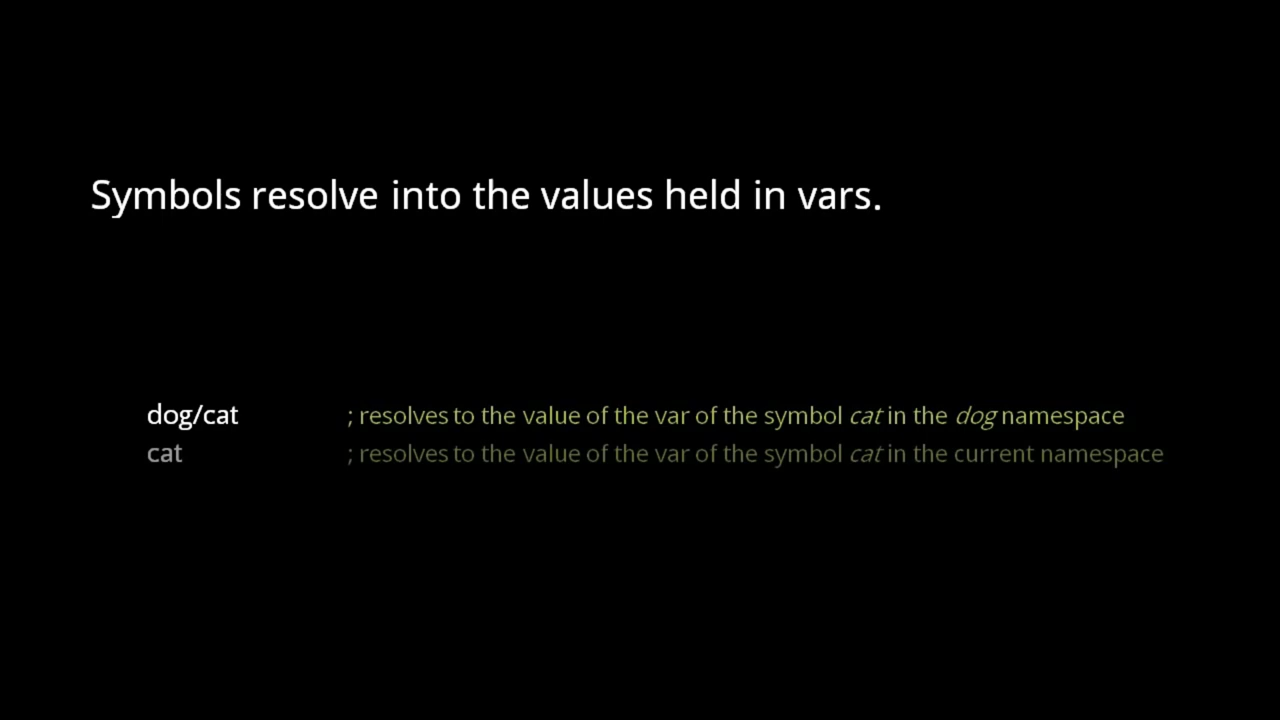 Symbols resolve into the values held in vars.
dog/cat ; resolves to the value of the var of the symbol cat in the dog namespace
cat ; resolves to the value of the var of the symbol cat in the current namespace